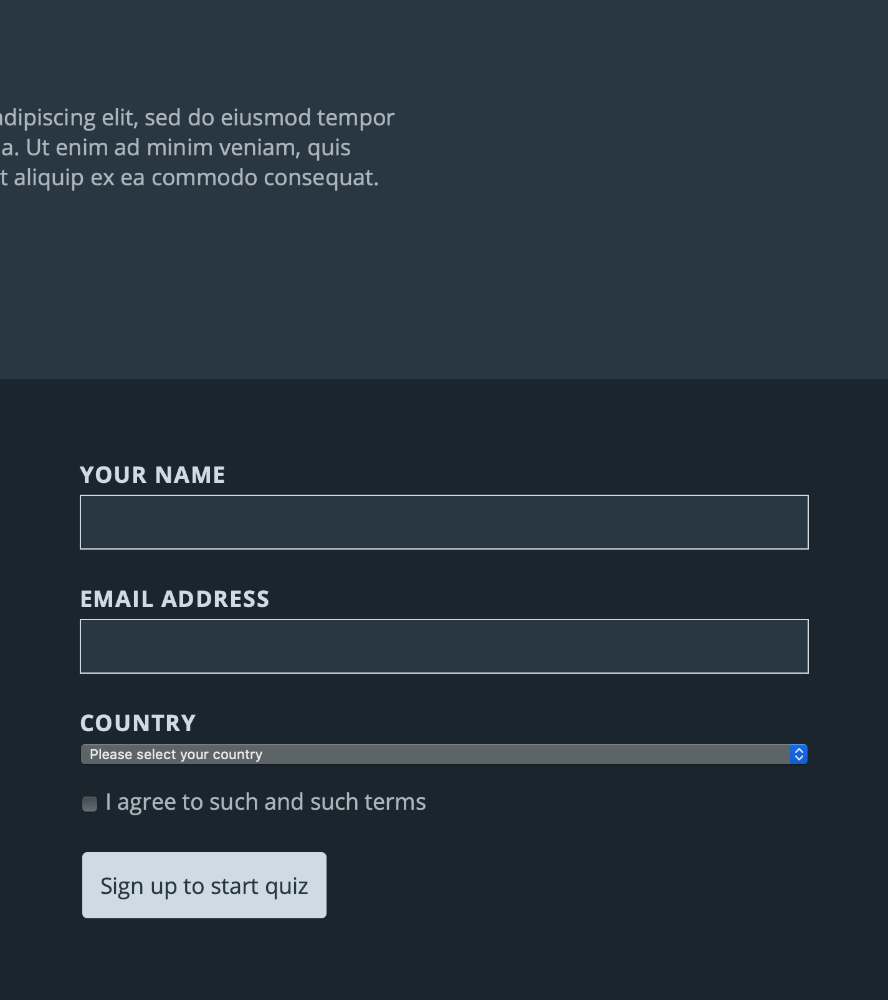 adipiscing elit, sed do eiusmod tempor
a. Ut enim ad minim veniam, quis
t aliquip ex ea commodo consequat.
YOUR NAME
EMAIL ADDRESS
COUNTRY
Please select your country
I agree to such and such terms
Sign up to start quiz